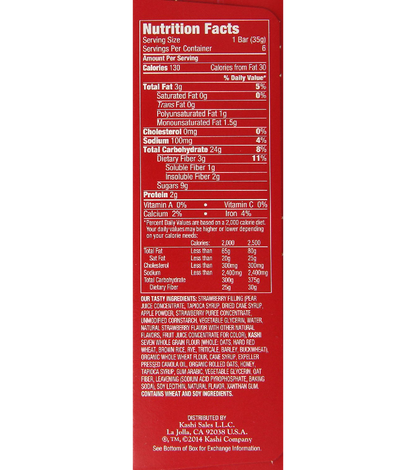 Nutrition Facts
Serving Size 1 Bar (35g)
Servings Per Container 6
Amount Per Serving
Calories 130 Calories from Fat 30
% Daily Value*
Total Fat 3g 5%
Saturated Fat 0g 0%
Trans Fat 0g
Polyunsaturated Fat 1g
Monounsaturated Fat 1.5g
Cholesterol 0mg 0%
Sodium 100mg 4%
Total Carbohydrate 24g 8%
Dietary Fiber 3g 11%
Soluble Fiber 1g
Insoluble Fiber 2g
Sugars 9g
Protein 2g
Vitamin A 0% • Vitamin C 0%
Calcium 2% • Iron 4%
*Percent Daily Values are based on a 2,000 calorie diet.
Your daily values may be higher or lower depending
on your calorie needs:
Calories: 2,000 2,500
Total Fat Less than 65g 80g
Sat Fat Less than 20g 25g
Cholesterol Less than 300mg 300mg
Sodium Less than 2,400mg 2,400mg
Total Carbohydrate 300g 375g
Dietary Fiber 25g 30g
OUR TASTY INGREDIENTS: STRAWBERRY FILLING (PEAR
JUICE CONCENTRATE, TAPIOCA SYRUP, DRIED CANE SYRUP,
APPLE POWDER, STRAWBERRY PUREE CONCENTRATE,
UNMODIFIED CORNSTARCH, VEGETABLE GLYCERIN, WATER,
NATURAL STRAWBERRY FLAVOR WITH OTHER NATURAL
FLAVORS, FRUIT JUICE CONCENTRATE FOR COLOR), KASHI
SEVEN WHOLE GRAIN FLOUR (WHOLE: OATS, HARD RED
WHEAT, BROWN RICE, RYE, TRITICALE, BARLEY, BUCKWHEAT),
ORGANIC WHOLE WHEAT FLOUR, CANE SYRUP, EXPELLER
PRESSED CANOLA OIL, ORGANIC ROLLED OATS, HONEY,
TAPIOCA SYRUP, GUM ARABIC, VEGETABLE GLYCERIN, OAT
FIBER, LEAVENING (SODIUM ACID PYROPHOSPHATE, BAKING
SODA), SOY LECITHIN, NATURAL FLAVOR, XANTHAN GUM.
CONTAINS WHEAT AND SOY INGREDIENTS.
DISTRIBUTED BY
Kashi Sales L.L.C.
La Jolla, CA 92038 U.S.A.
®, TM, ©2014 Kashi Company
See Bottom of Box for Exchange Information.